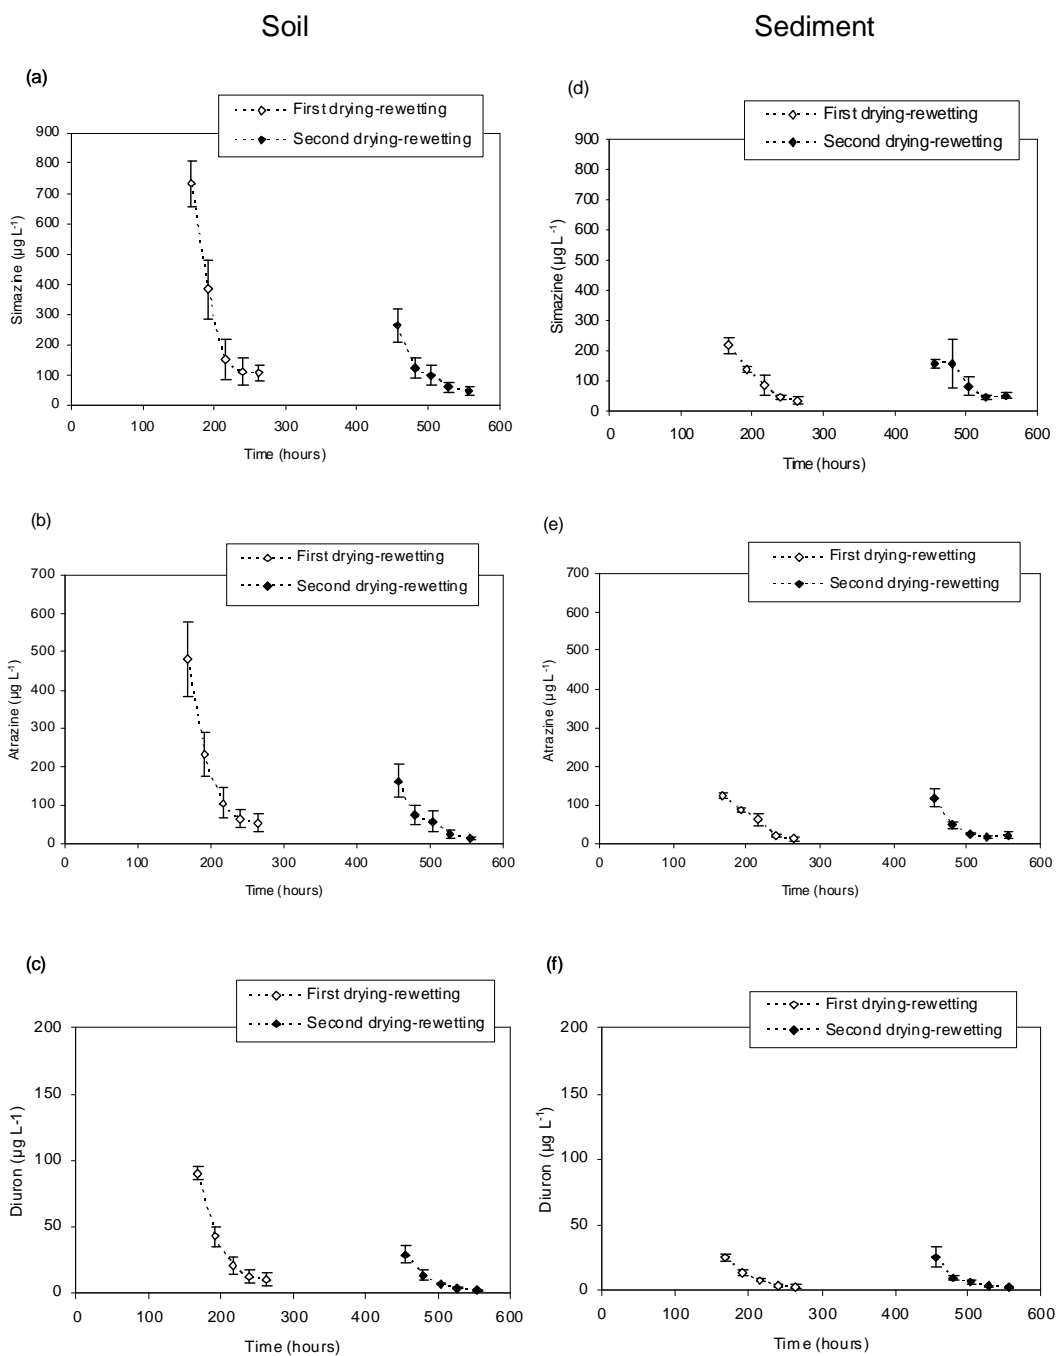 Soil
Sediment
(a)
First drying-rewetting
Second drying-rewetting
900
800
700
600
500
400
300
200
100
0
Simazine (µg L-1)
0 100 200 300 400 500 600
Time (hours)
(d)
First drying-rewetting
Second drying-rewetting
900
800
700
600
500
400
300
200
100
0
Simazine (µg L-1)
0 100 200 300 400 500 600
Time (hours)
(b)
First drying-rewetting
Second drying-rewetting
700
600
500
400
300
200
100
0
Atrazine (µg L-1)
0 100 200 300 400 500 600
Time (hours)
(e)
First drying-rewetting
Second drying-rewetting
700
600
500
400
300
200
100
0
Atrazine (µg L-1)
0 100 200 300 400 500 600
Time (hours)
(c)
First drying-rewetting
Second drying-rewetting
200
150
100
50
0
Diuron (µg L-1)
0 100 200 300 400 500 600
Time (hours)
(f)
First drying-rewetting
Second drying-rewetting
200
150
100
50
0
Diuron (µg L-1)
0 100 200 300 400 500 600
Time (hours)